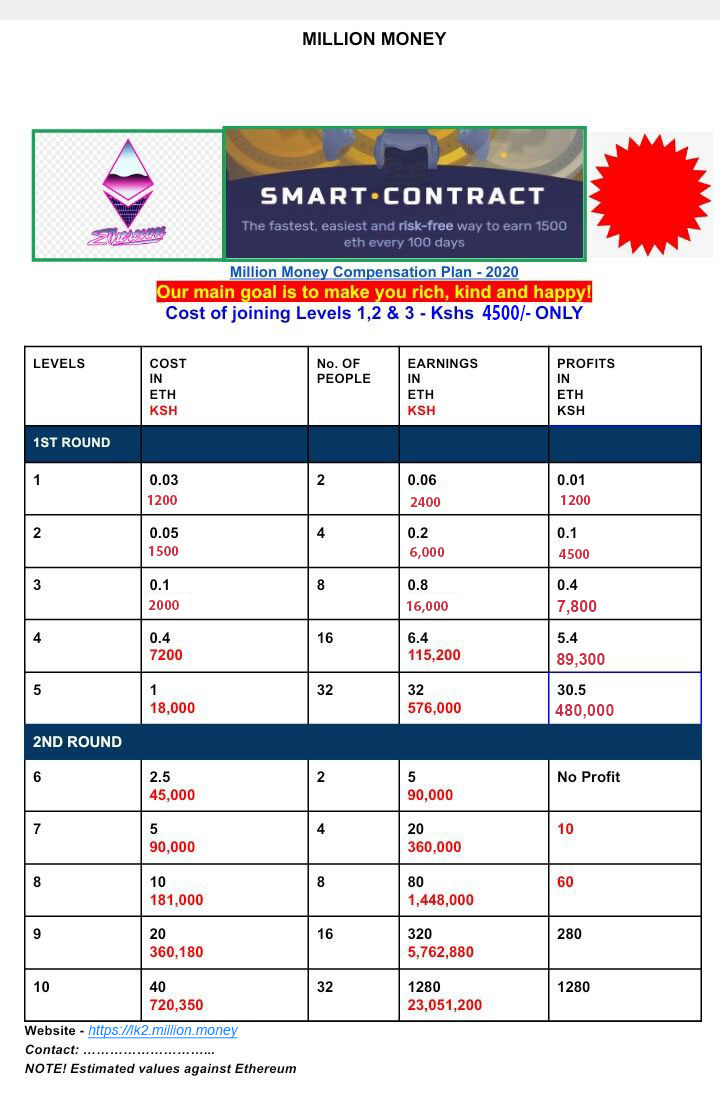 MILLION MONEY
Ethereum
SMART•CONTRACT
The fastest, easiest and risk-free way to earn 1500
eth every 100 days
Million Money Compensation Plan - 2020
Our main goal is to make you rich, kind and happy!
Cost of joining Levels 1,2 & 3 - Kshs 4500/- ONLY
LEVELS COST IN ETH KSH No. OF PEOPLE EARNINGS IN ETH KSH PROFITS IN ETH KSH
1ST ROUND
1 0.03 2 0.06 0.01
1200 2400 1200
2 0.05 4 0.2 0.1
1500 6,000 4500
3 0.1 8 0.8 0.4
2000 16,000 7,800
4 0.4 16 6.4 5.4
7200 115,200 89,300
5 1 32 32 30.5
18,000 576,000 480,000
2ND ROUND
6 2.5 2 5 No Profit
45,000 90,000
7 5 4 20 10
90,000 360,000
8 10 8 80 60
181,000 1,448,000
9 20 16 320 280
360,180 5,762,880
10 40 32 1280 1280
720,350 23,051,200
Website - https://lk2.million.money
Contact: ………………………...
NOTE! Estimated values against Ethereum